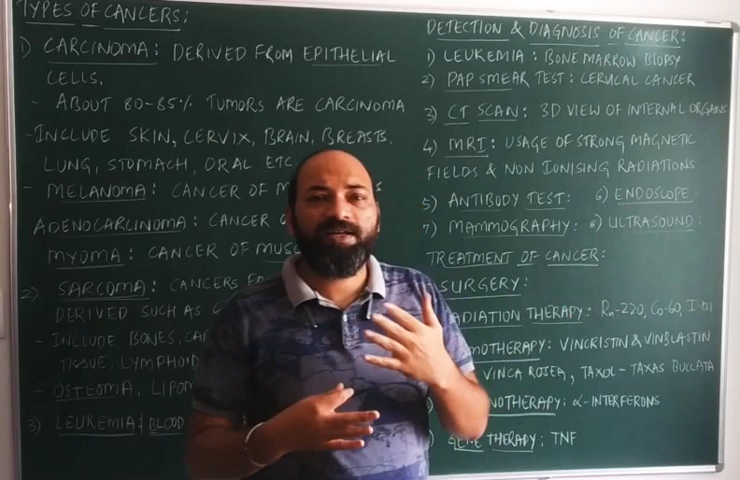 TYPES OF CANCERS:
1) CARCINOMA: DERIVED FROM EPITHELIAL
CELLS.
- ABOUT 80-85% TUMORS ARE CARCINOMA
- INCLUDE SKIN, CERVIX, BRAIN, BREASTS,
LUNG, STOMACH, ORAL ETC
- MELANOMA: CANCER OF
ADENOCARCINOMA: CANCER
MYOMA: CANCER OF
2) SARCOMA: CANCERS
DERIVED SUCH AS
- INCLUDE BONES,
TISSUE, LYMPHOID
- OSTEOMA,
3) LEUKEMIA BLOOD
DETECTION & DIAGNOSIS OF CANCER:
1) LEUKEMIA: BONE MARROW BIOPSY
2) PAP SMEAR TEST: CERVICAL CANCER
3) CT SCAN: 3D VIEW OF INTERNAL ORGANS
4) MRI: USAGE OF STRONG MAGNETIC
FIELDS & NON IONISING RADIATIONS
5) ANTIBODY TEST: 6) ENDOSCOPE
7) MAMMOGRAPHY: 8) ULTRASOUND:
TREATMENT OF CANCER:
SURGERY:
RADIATION THERAPY: Rn-220, Co-60, I-131
MOTHERAPY: VINCRISTIN & VINBLASTIN
VINCA ROSEA, TAXOL - TAXAS BUCCATA
NOTHERAPY: α-INTERFERONS
GENE THERAPY: TNF